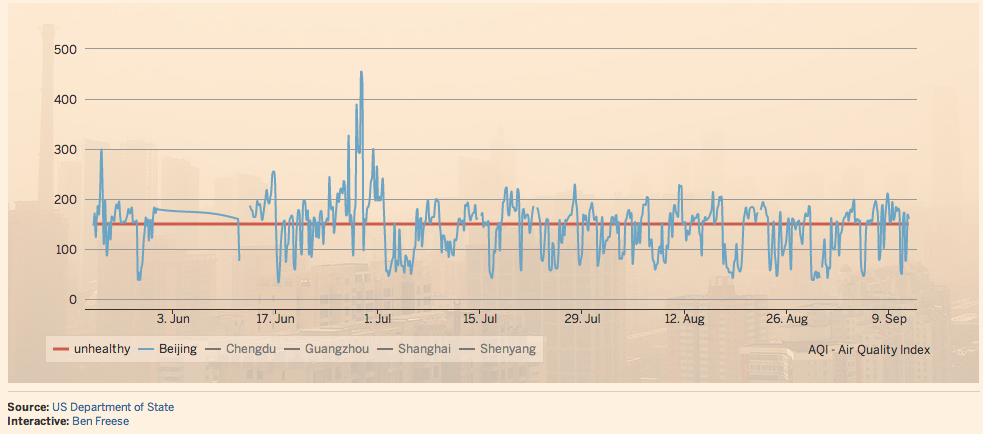 500
400
300
200
100
0
3. Jun 17. Jun 1. Jul 15. Jul 29. Jul 12. Aug 26. Aug 9. Sep
unhealthy Beijing Chengdu Guangzhou Shanghai Shenyang AQI - Air Quality Index
Source: US Department of State
Interactive: Ben Freese